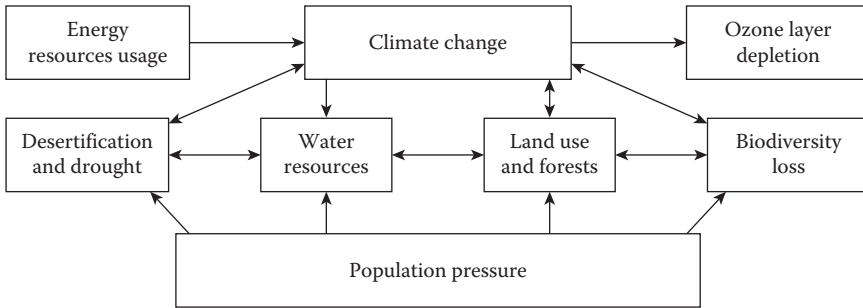 Energy
resources usage
Climate change
Ozone layer
depletion
Desertification
and drought
Water
resources
Land use
and forests
Biodiversity
loss
Population pressure